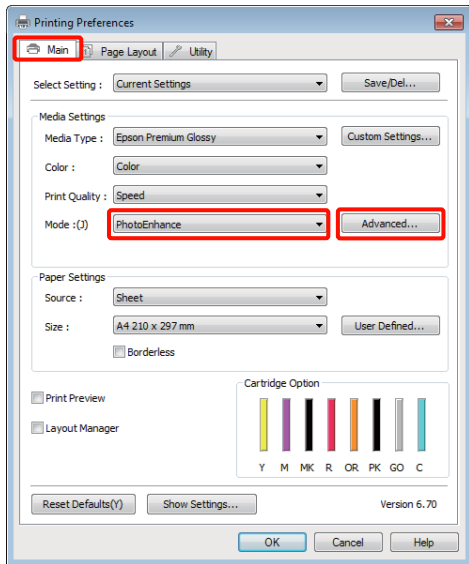 Printing Preferences
Main Page Layout Utility
Select Setting : Current Settings Save/Del...
Media Settings
Media Type : Epson Premium Glossy Custom Settings...
Color : Color
Print Quality : Speed
Mode :(J) PhotoEnhance Advanced...
Paper Settings
Source : Sheet
Size : A4 210 x 297 mm User Defined...
Borderless
Cartridge Option
Print Preview
Layout Manager
Y M MK R OR PK GO C
Reset Defaults(Y) Show Settings... Version 6.70
OK Cancel Help